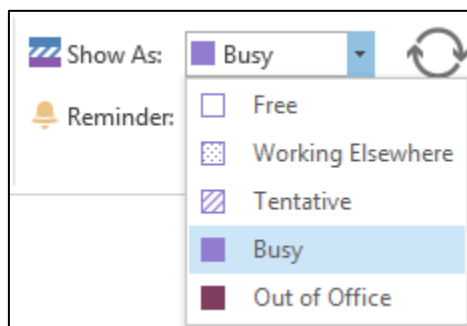 Show As: Busy
Reminder:
Free
Working Elsewhere
Tentative
Busy
Out of Office